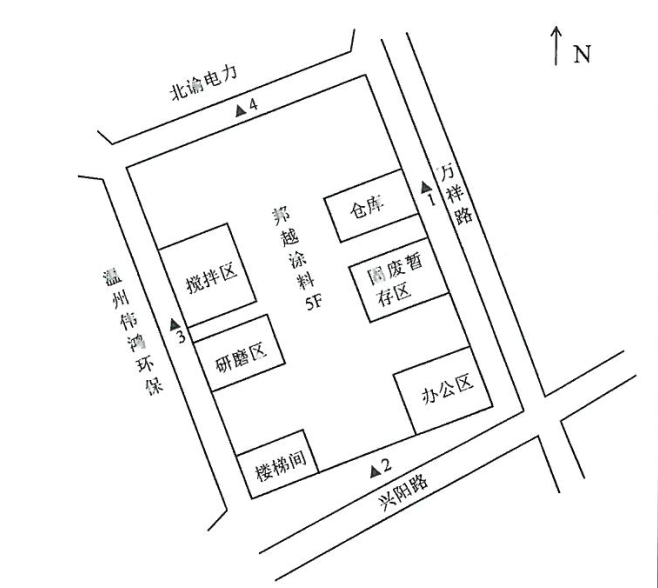 N
北谕电力
▲4
万祥路
▲1
仓库
邦越涂料
5F
搅拌区
固废暂
存区
温州伟鸿环保
▲3
研磨区
办公区
楼梯间
▲2
兴阳路